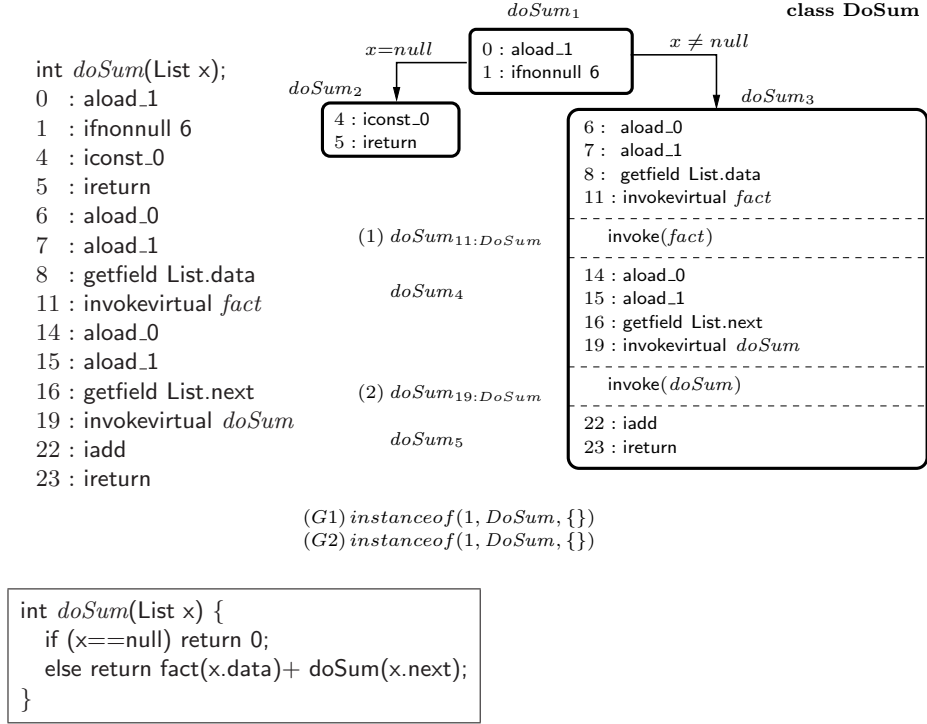 class DoSum
int doSum(List x);
0 : aload_1
1 : ifnonnull 6
4 : iconst_0
5 : ireturn
6 : aload_0
7 : aload_1
8 : getfield List.data
11 : invokevirtual fact
14 : aload_0
15 : aload_1
16 : getfield List.next
19 : invokevirtual doSum
22 : iadd
23 : ireturn
doSum₁
x=null
x ≠ null
0 : aload_1
1 : ifnonnull 6
doSum₂
4 : iconst_0
5 : ireturn
doSum₃
6 : aload_0
7 : aload_1
8 : getfield List.data
11 : invokevirtual fact
(1) doSum₁₁:DoSum
invoke(fact)
doSum₄
14 : aload_0
15 : aload_1
16 : getfield List.next
19 : invokevirtual doSum
(2) doSum₁₉:DoSum
invoke(doSum)
doSum₅
22 : iadd
23 : ireturn
(G1) instanceof(1, DoSum, {})
(G2) instanceof(1, DoSum, {})
int doSum(List x) {
if (x==null) return 0;
else return fact(x.data)+ doSum(x.next);
}